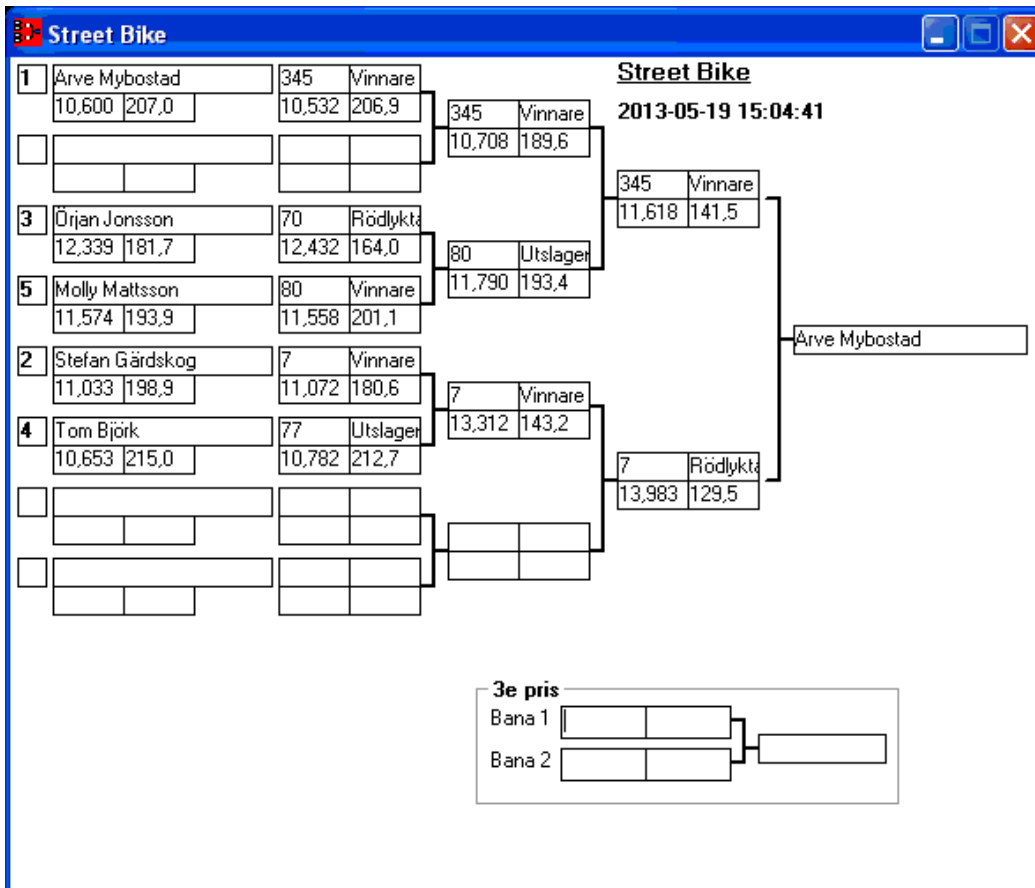 Street Bike
Street Bike
2013-05-19 15:04:41
1 Arve Mybostad 345 Vinnare
10,600 207,0 10,532 206,9
345 Vinnare
10,708 189,6
345 Vinnare
11,618 141,5
3 Örjan Jonsson 70 Rödlykta
12,339 181,7 12,432 164,0
80 Utslagen
11,790 193,4
5 Molly Mattsson 80 Vinnare
11,574 193,9 11,558 201,1
Arve Mybostad
2 Stefan Gärdskog 7 Vinnare
11,033 198,9 11,072 180,6
7 Vinnare
13,312 143,2
4 Tom Björk 77 Utslagen
10,653 215,0 10,782 212,7
7 Rödlykta
13,983 129,5
3e pris
Bana 1
Bana 2